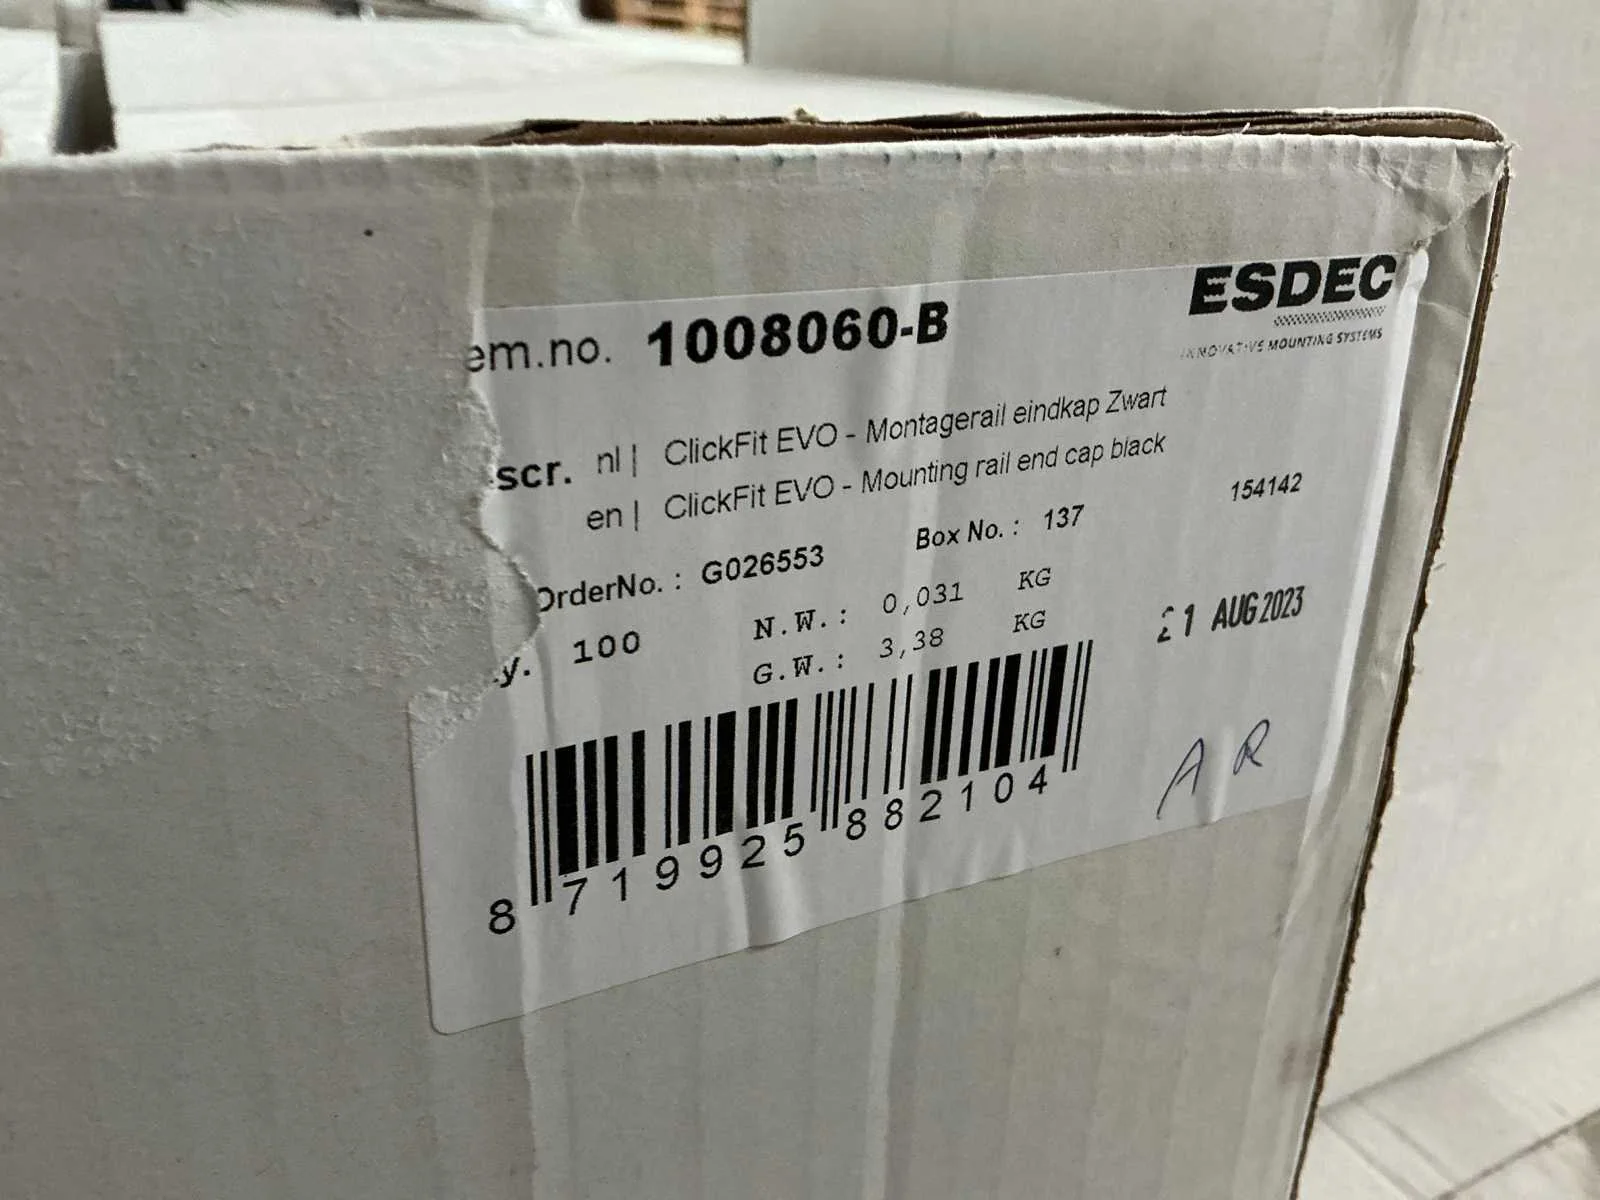 ESDEC
INNOVATIVE MOUNTING SYSTEMS
em.no. 1008060-B
scr. nl | ClickFit EVO - Montagerail eindkap Zwart
en | ClickFit EVO - Mounting rail end cap black
154142
OrderNo. : G026553 Box No. : 137
y. 100 N.W. : 0,031 KG
G.W. : 3,38 KG
21 AUG 2023
8 719925 882104
A R